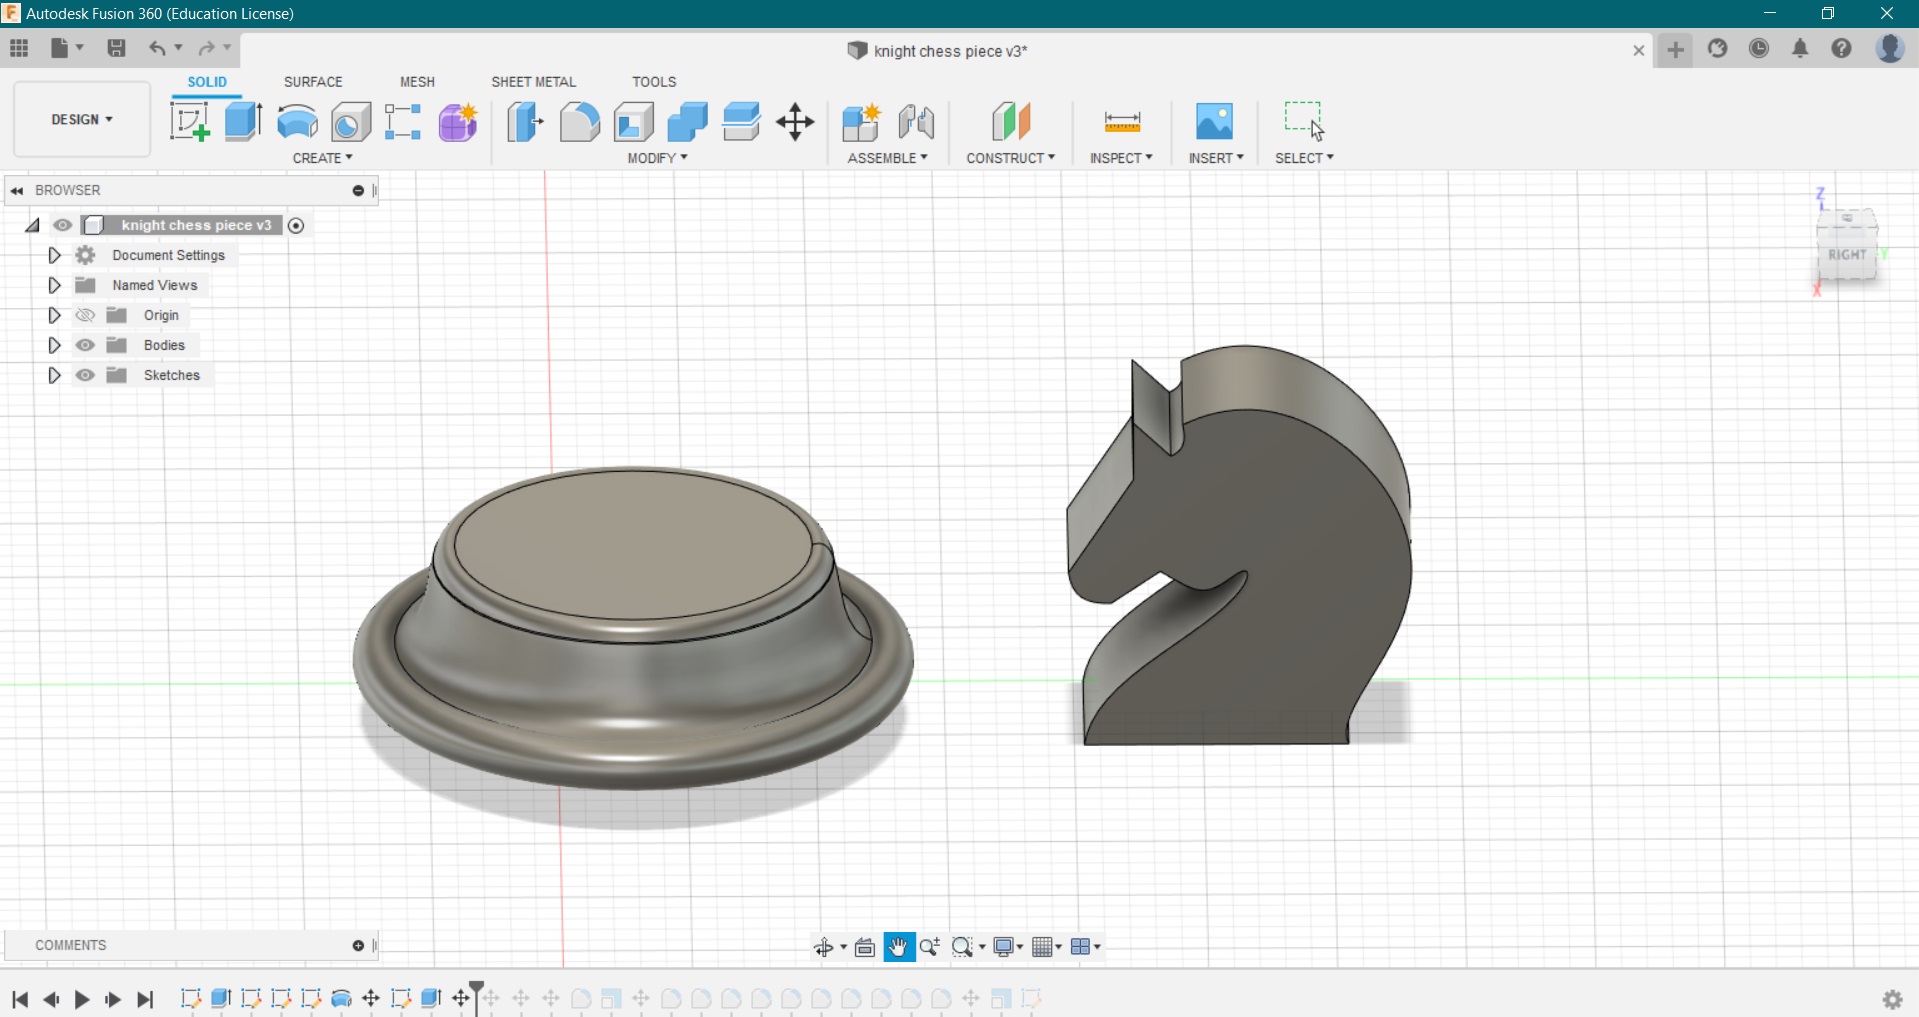 Autodesk Fusion 360 (Education License)
knight chess piece v3*
SOLID SURFACE MESH SHEET METAL TOOLS
DESIGN
CREATE MODIFY ASSEMBLE CONSTRUCT INSPECT INSERT SELECT
BROWSER
knight chess piece v3
Document Settings
Named Views
Origin
Bodies
Sketches
Z
RIGHT
Y
X
COMMENTS